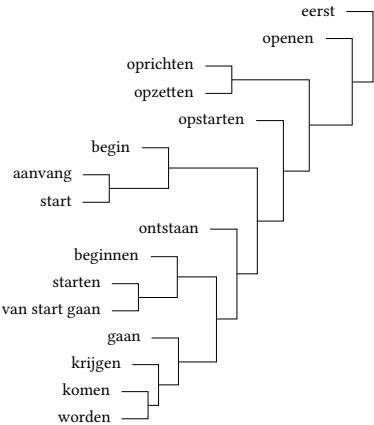 eerst
openen
oprichten
opzetten
opstarten
begin
aanvang
start
ontstaan
beginnen
starten
van start gaan
gaan
krijgen
komen
worden